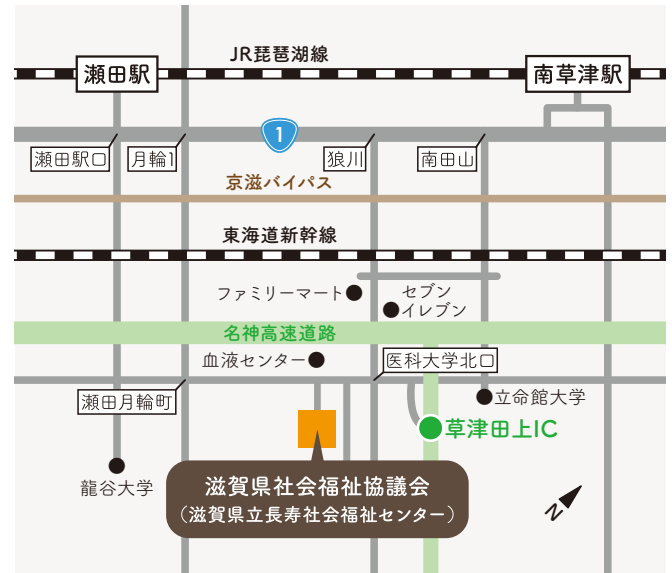 JR琵琶湖線
瀬田駅
南草津駅
1
瀬田駅口
月輪1
狼川
南田山
京滋バイパス
東海道新幹線
ファミリーマート
セブン
イレブン
名神高速道路
血液センター
医科大学北口
瀬田月輪町
立命館大学
草津田上IC
龍谷大学
滋賀県社会福祉協議会
（滋賀県立長寿社会福祉センター）
N